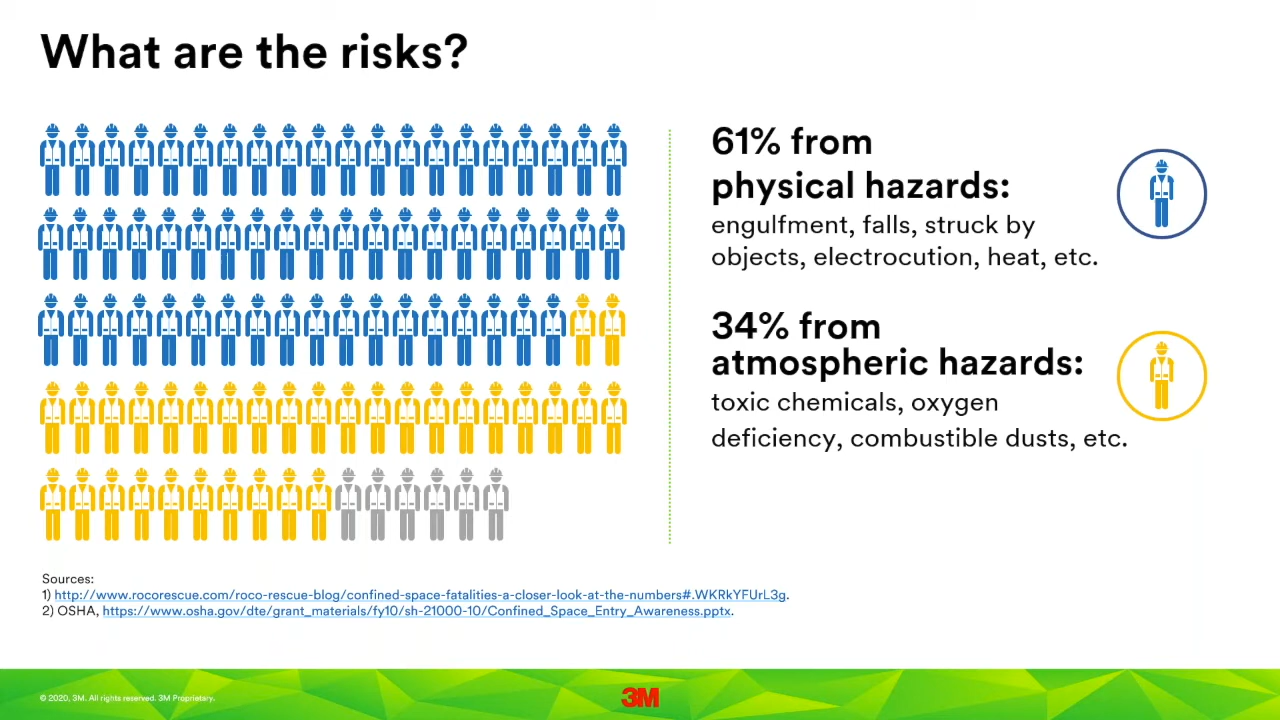 What are the risks?
61% from
physical hazards:
engulfment, falls, struck by
objects, electrocution, heat, etc.
34% from
atmospheric hazards:
toxic chemicals, oxygen
deficiency, combustible dusts, etc.
Sources:
1) http://www.rocorescue.com/roco-rescue-blog/confined-space-fatalities-a-closer-look-at-the-numbers#.WKRkYFUrL3g.
2) OSHA, https://www.osha.gov/dte/grant_materials/fy10/sh-21000-10/Confined_Space_Entry_Awareness.pptx.
© 2020, 3M. All rights reserved. 3M Proprietary.
3M